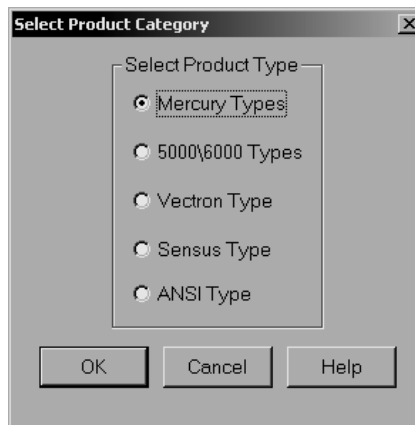 Select Product Category
Select Product Type
Mercury Types
5000\6000 Types
Vectron Type
Sensus Type
ANSI Type
OK Cancel Help